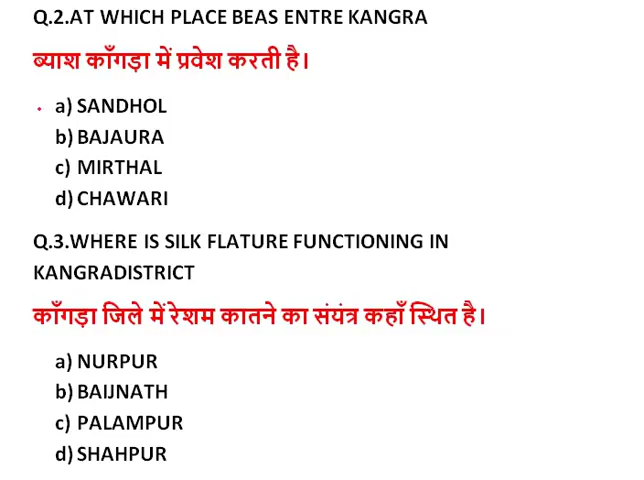 Q.2.AT WHICH PLACE BEAS ENTRE KANGRA
ब्याश काँगड़ा में प्रवेश करती है।
a) SANDHOL
b) BAJAURA
c) MIRTHAL
d) CHAWARI
Q.3.WHERE IS SILK FLATURE FUNCTIONING IN
KANGRADISTRICT
काँगड़ा जिले में रेशम कातने का संयंत्र कहाँ स्थित है।
a) NURPUR
b) BAIJNATH
c) PALAMPUR
d) SHAHPUR